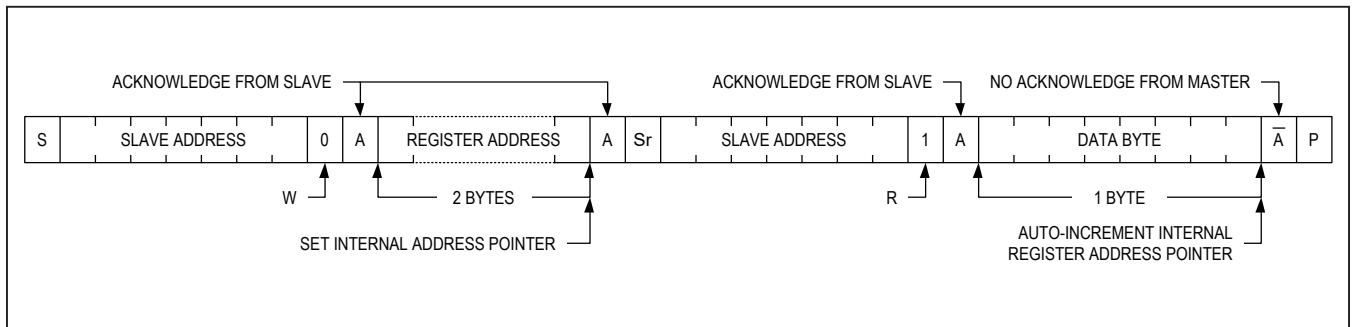 ACKNOWLEDGE FROM SLAVE
ACKNOWLEDGE FROM SLAVE
NO ACKNOWLEDGE FROM MASTER
S SLAVE ADDRESS 0 A REGISTER ADDRESS A Sr SLAVE ADDRESS 1 A DATA BYTE A̅ P
W
2 BYTES
R
1 BYTE
SET INTERNAL ADDRESS POINTER
AUTO-INCREMENT INTERNAL
REGISTER ADDRESS POINTER